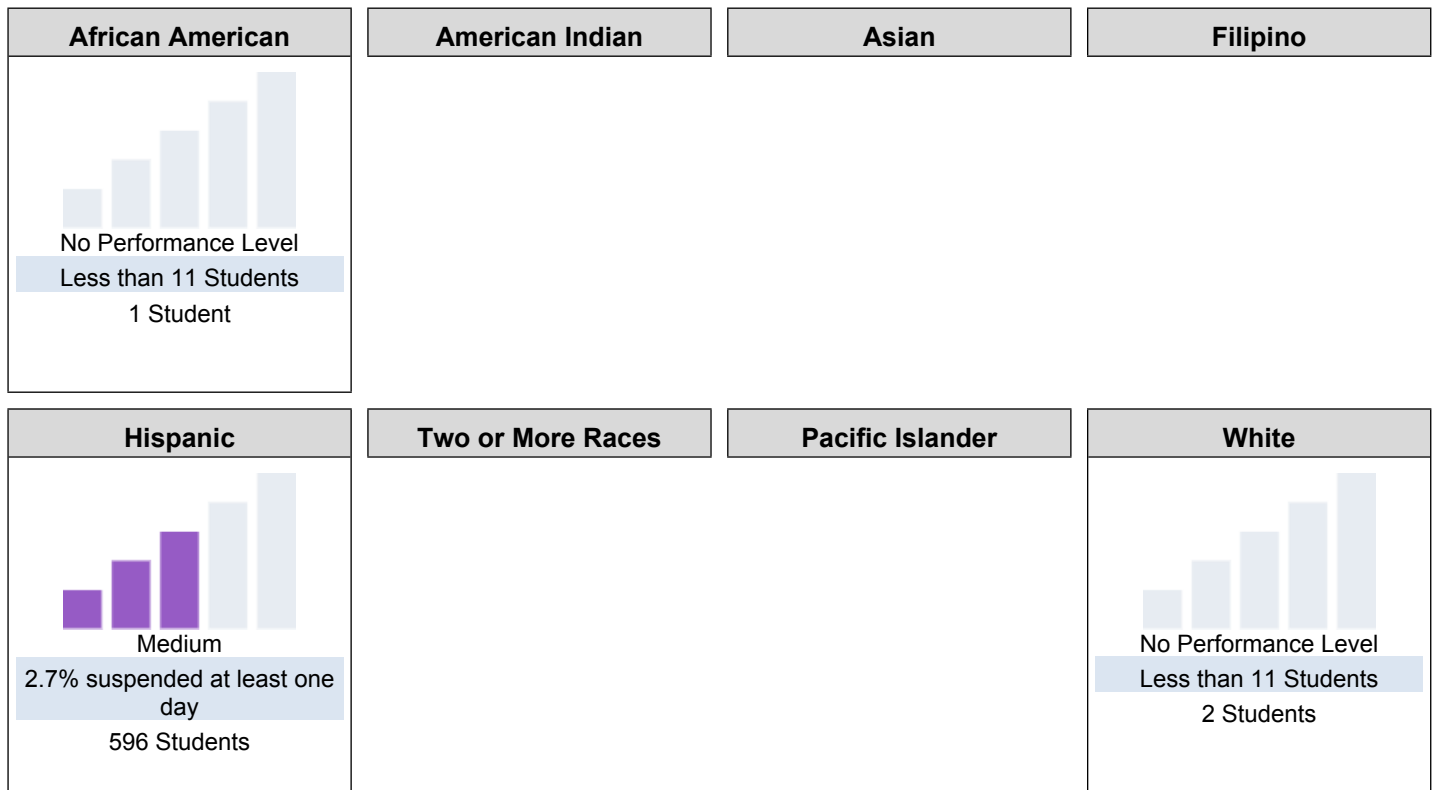 African American
American Indian
Asian
Filipino
No Performance Level
Less than 11 Students
1 Student
Hispanic
Two or More Races
Pacific Islander
White
Medium
2.7% suspended at least one
day
596 Students
No Performance Level
Less than 11 Students
2 Students